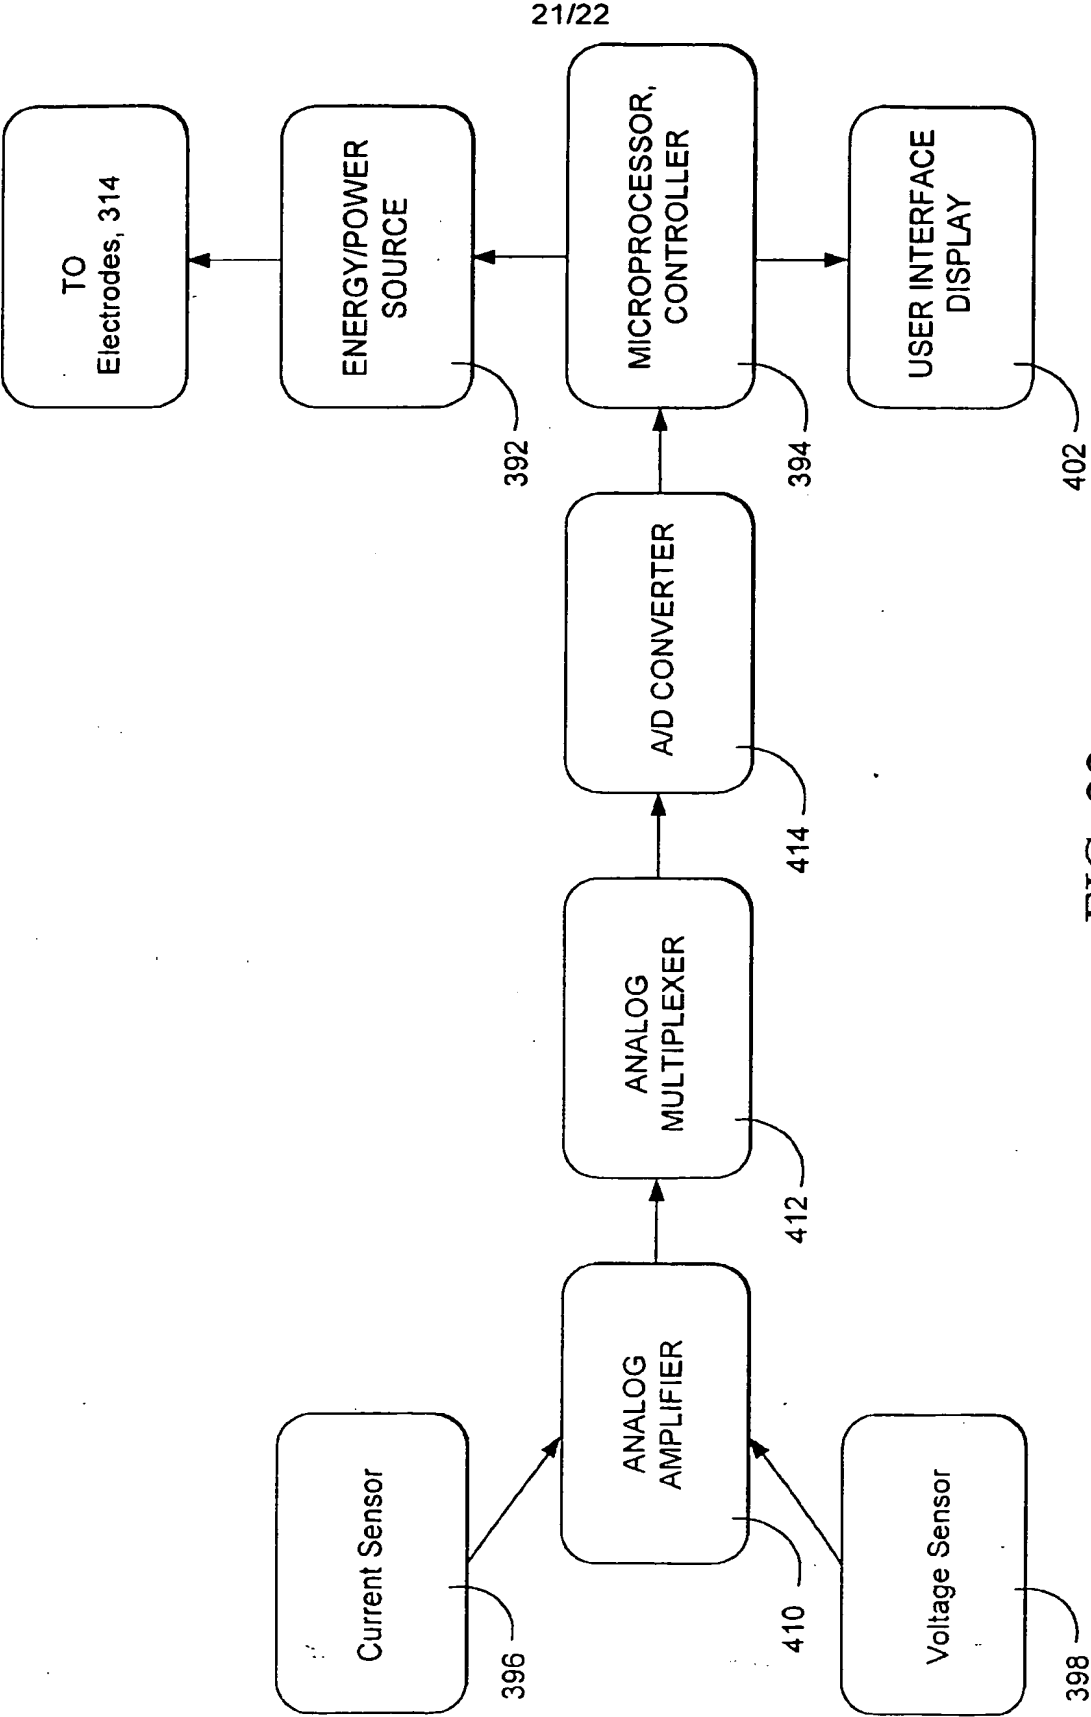 21/22
TO
Electrodes, 314
ENERGY/POWER
SOURCE
392
MICROPROCESSOR,
CONTROLLER
394
USER INTERFACE
DISPLAY
402
A/D CONVERTER
414
ANALOG
MULTIPLEXER
412
ANALOG
AMPLIFIER
410
Current Sensor
396
Voltage Sensor
398